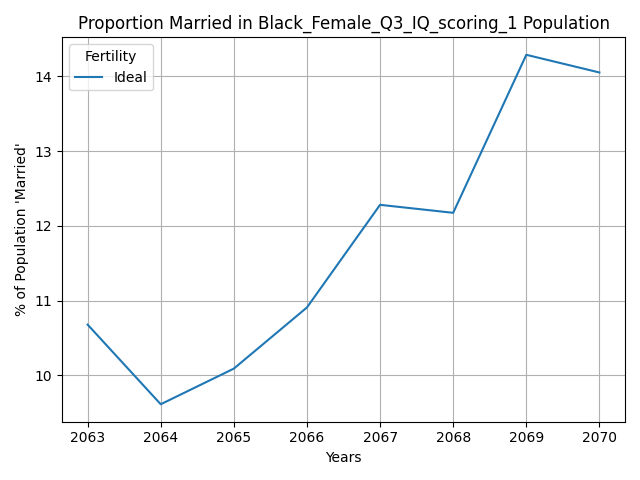 Proportion Married in Black_Female_Q3_IQ_scoring_1 Population
Fertility
Ideal
% of Population 'Married'
14
13
12
11
10
2063 2064 2065 2066 2067 2068 2069 2070
Years